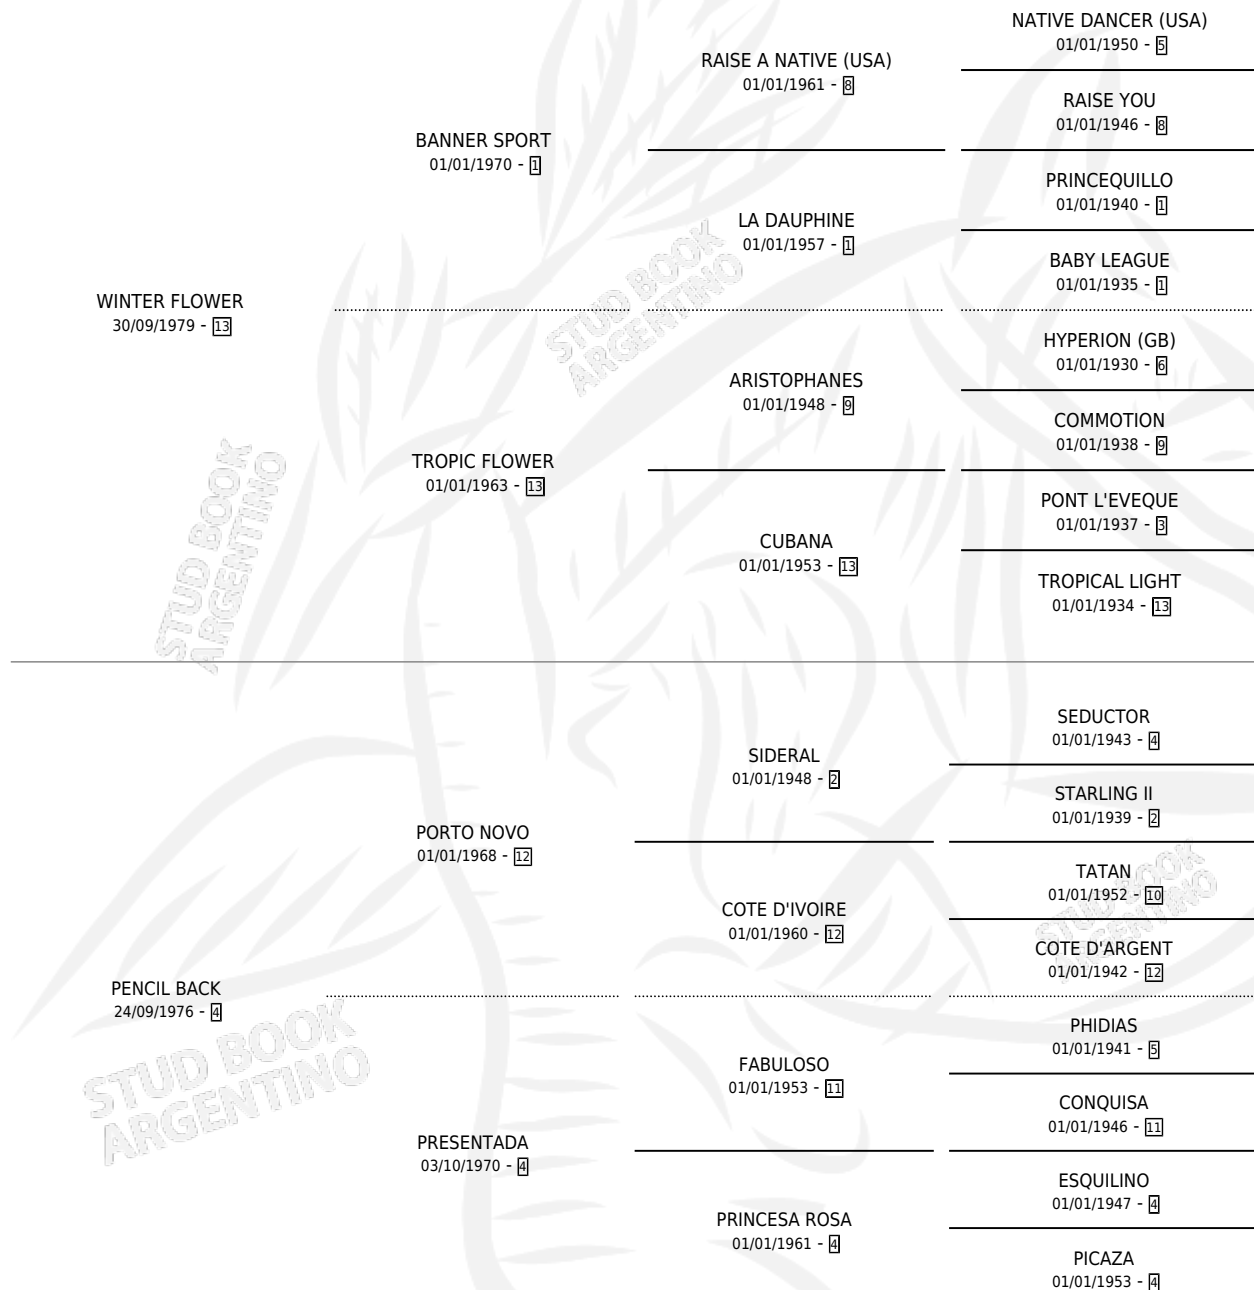 NATIVE DANCER (USA)
01/01/1950 - 5
RAISE A NATIVE (USA)
01/01/1961 - 8
RAISE YOU
01/01/1946 - 8
BANNER SPORT
01/01/1970 - 1
PRINCEQUILLO
01/01/1940 - 1
LA DAUPHINE
01/01/1957 - 1
BABY LEAGUE
01/01/1935 - 1
WINTER FLOWER
30/09/1979 - 13
HYPERION (GB)
01/01/1930 - 6
ARISTOPHANES
01/01/1948 - 9
COMMOTION
01/01/1938 - 9
TROPIC FLOWER
01/01/1963 - 13
PONT L'EVEQUE
01/01/1937 - 3
CUBANA
01/01/1953 - 13
TROPICAL LIGHT
01/01/1934 - 13
STUD BOOK
ARGENTINO
STUD BOOK
ARGENTINO
SEDUCTOR
01/01/1943 - 4
SIDERAL
01/01/1948 - 2
STARLING II
01/01/1939 - 2
PORTO NOVO
01/01/1968 - 12
TATAN
01/01/1952 - 10
COTE D'IVOIRE
01/01/1960 - 12
COTE D'ARGENT
01/01/1942 - 12
STUD BOOK
ARGENTINO
PENCIL BACK
24/09/1976 - 4
PHIDIAS
01/01/1941 - 5
FABULOSO
01/01/1953 - 11
CONQUISA
01/01/1946 - 11
PRESENTADA
03/10/1970 - 4
ESQUILINO
01/01/1947 - 4
PRINCESA ROSA
01/01/1961 - 4
PICAZA
01/01/1953 - 4
STUD BOOK
ARGENTINO